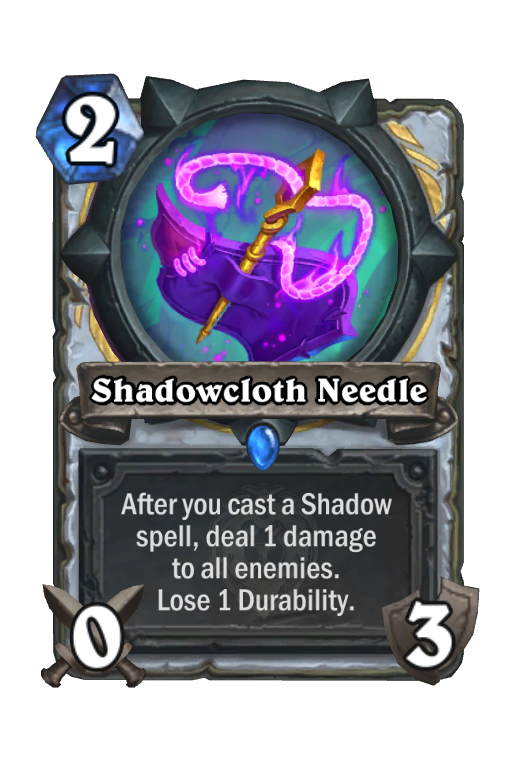 2
Shadowcloth Needle
After you cast a Shadow
spell, deal 1 damage
to all enemies.
Lose 1 Durability.
0
3